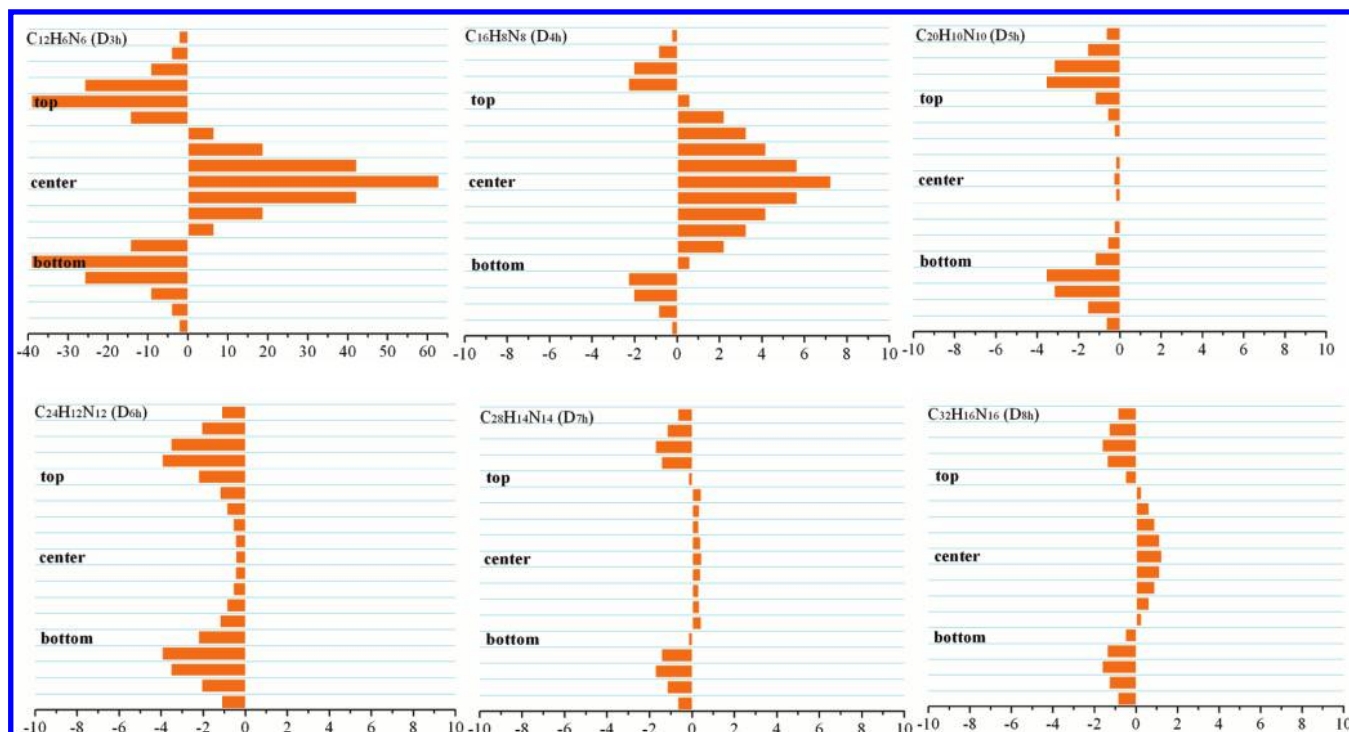 C12H6N6 (D3h)
top
center
bottom
-40 -30 -20 -10 0 10 20 30 40 50 60
C16H8N8 (D4h)
top
center
bottom
-10 -8 -6 -4 -2 0 2 4 6 8 10
C20H10N10 (D5h)
top
center
bottom
-10 -8 -6 -4 -2 0 2 4 6 8 10
C24H12N12 (D6h)
top
center
bottom
-10 -8 -6 -4 -2 0 2 4 6 8 10
C28H14N14 (D7h)
top
center
bottom
-10 -8 -6 -4 -2 0 2 4 6 8 10
C32H16N16 (D8h)
top
center
bottom
-10 -8 -6 -4 -2 0 2 4 6 8 10